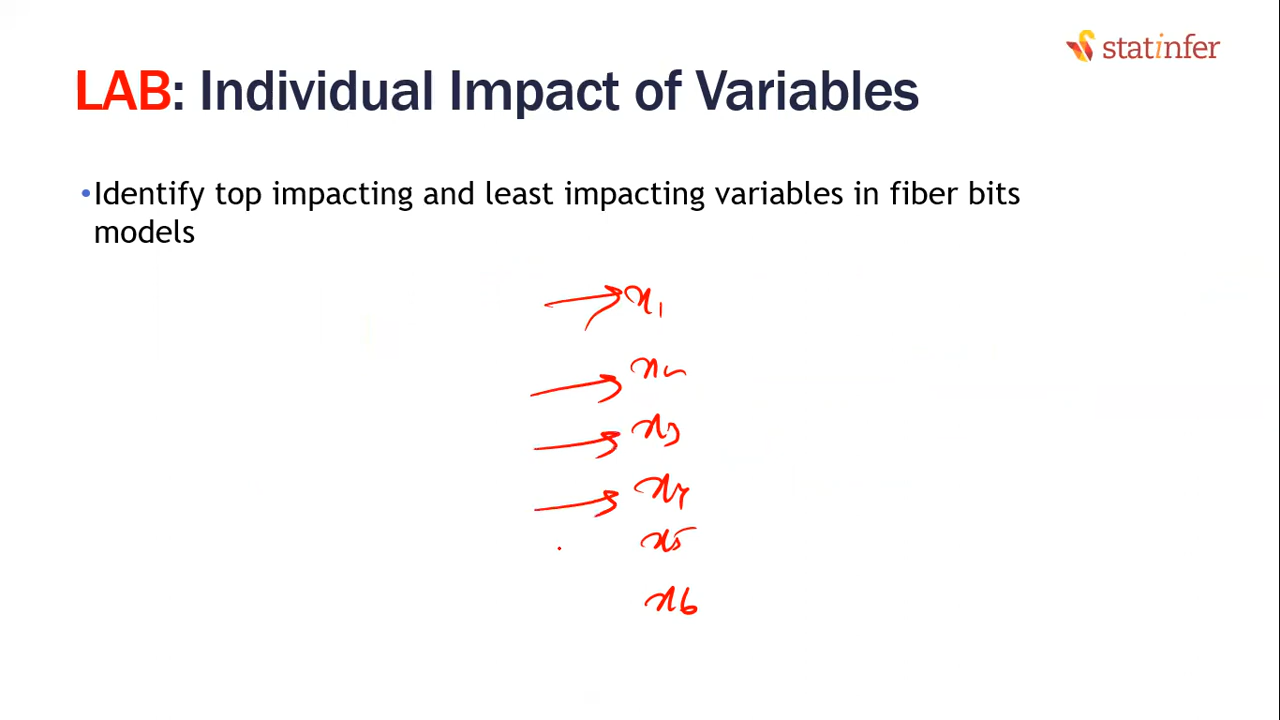 statinfer
LAB: Individual Impact of Variables
•Identify top impacting and least impacting variables in fiber bits
models
x1
x2
x3
x4
x5
x6